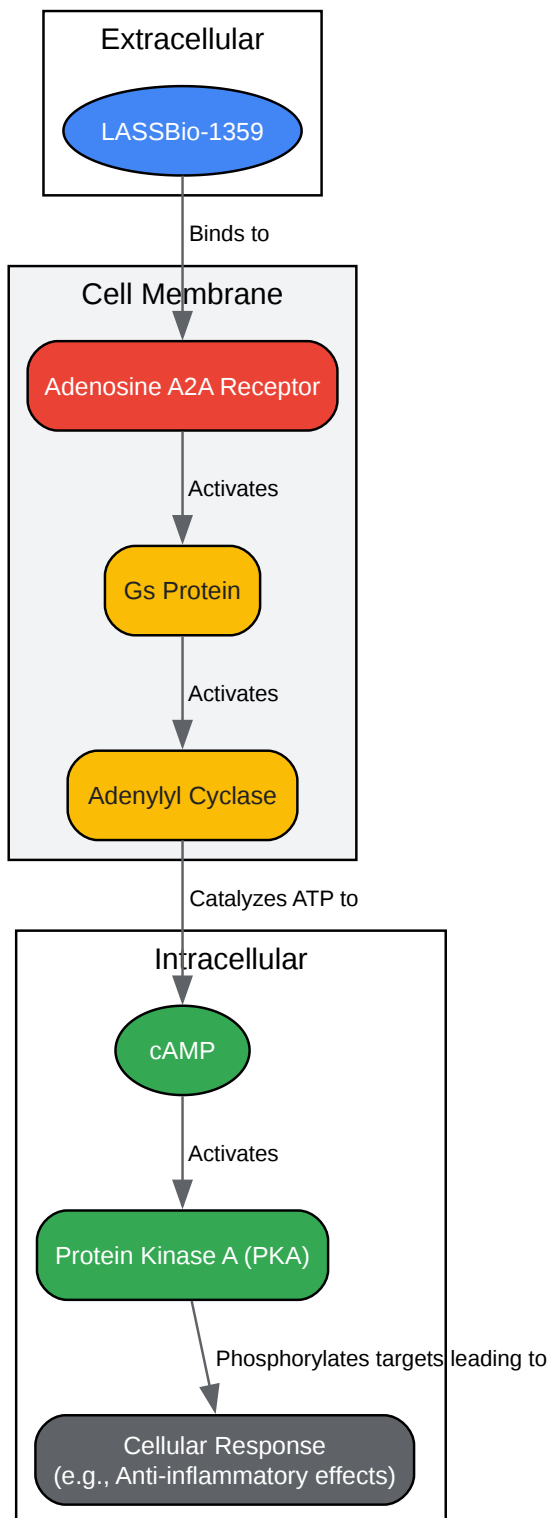 Extracellular
LASSBio-1359
Binds to
Cell Membrane
Adenosine A2A Receptor
Activates
Gs Protein
Activates
Adenylyl Cyclase
Catalyzes ATP to
Intracellular
cAMP
Activates
Protein Kinase A (PKA)
Phosphorylates targets leading to
Cellular Response
(e.g., Anti-inflammatory effects)